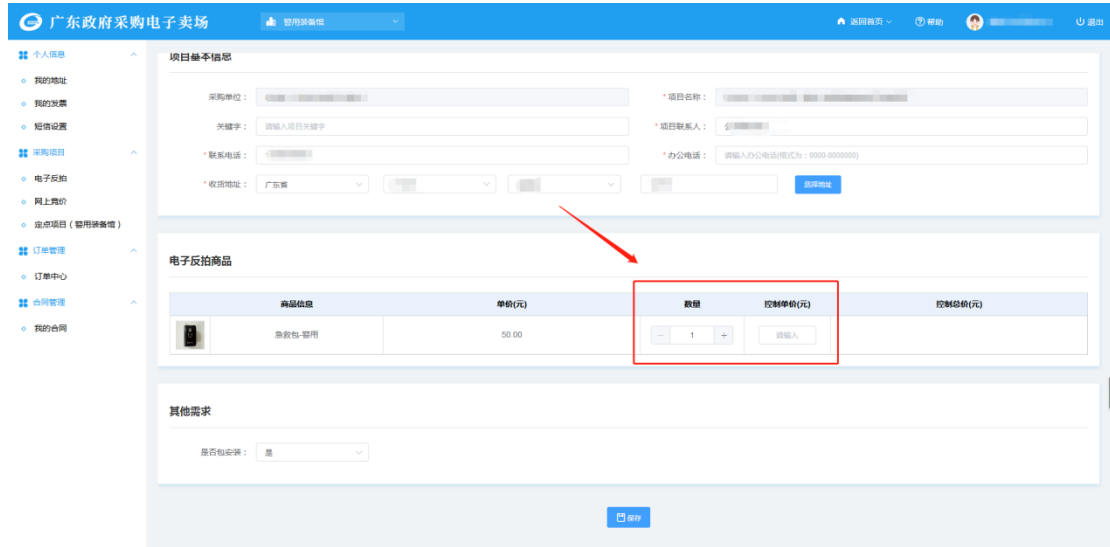 广东政府采购电子卖场
警用装备馆
返回首页
帮助
退出
个人信息
我的地址
我的发票
短信设置
采购项目
电子反拍
网上竞价
定点项目（警用装备馆）
订单管理
订单中心
合同管理
我的合同
项目基本信息
采购单位：
*项目名称：
关键字：请输入项目关键字
*项目联系人：
*联系电话：
*办公电话：请输入办公电话(格式为：0000-0000000)
*收货地址：广东省
选择地址
电子反拍商品
商品信息 单价(元) 数量 控制单价(元) 控制总价(元)
急救包-警用 50.00 － 1 + 请输入
其他需求
是否包安装：是
保存